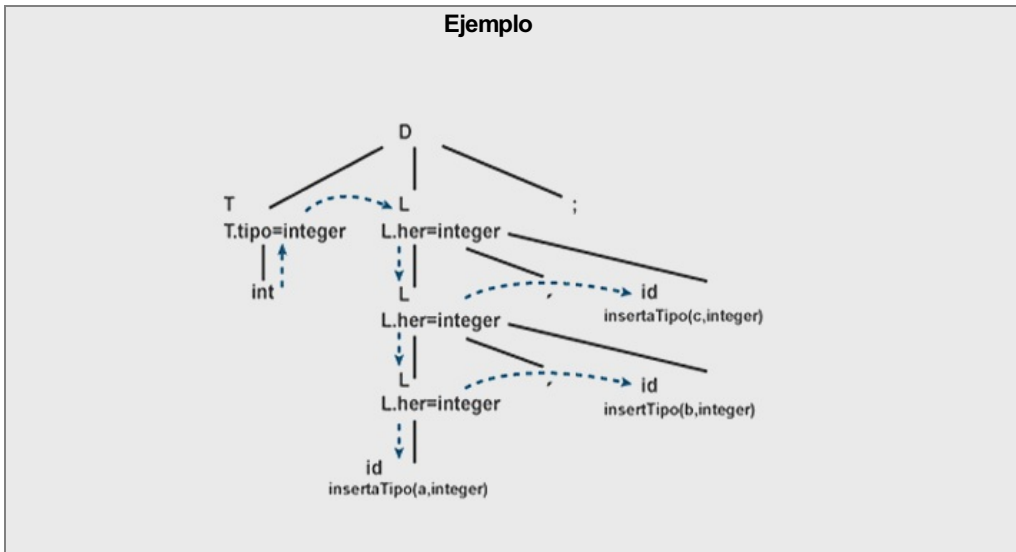 Ejemplo
D
T L ;
T.tipo=integer L.her=integer
int L , id
L.her=integer insertaTipo(c,integer)
L , id
L.her=integer insertTipo(b,integer)
id
insertaTipo(a,integer)